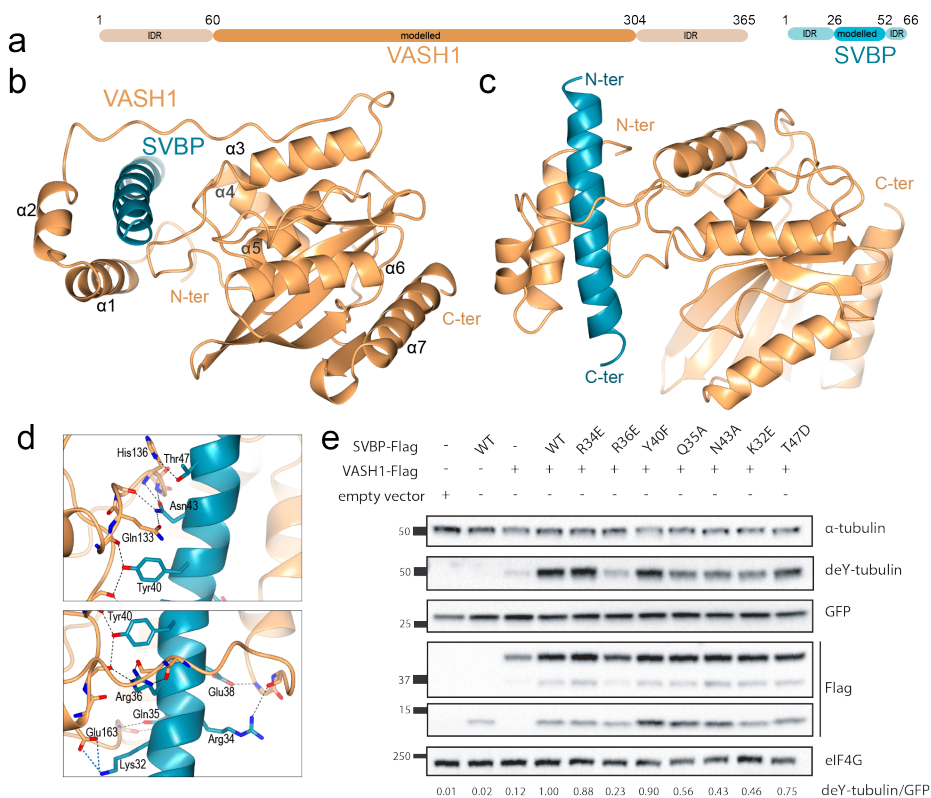 a
1 60 304 365 1 26 52 66
IDR modelled IDR IDR modelled IDR
VASH1 SVBP
b
VASH1
SVBP
α3
α4
α2
α5
α6
α1
N-ter
C-ter
α7
c
N-ter
N-ter
C-ter
C-ter
d
His136
Thr47
Asn43
Gln133
Tyr40
Tyr40
Arg36
Glu38
Gln35
Glu163
Arg34
Lys32
e
SVBP-Flag - WT - WT R34E R36E Y40F Q35A N43A K32E T47D
VASH1-Flag - - + + + + + + + + +
empty vector + - - - - - - - - - -
50 α-tubulin
50 deY-tubulin
25 GFP
37 Flag
15
250 eIF4G
0.01 0.02 0.12 1.00 0.88 0.23 0.90 0.56 0.43 0.46 0.75 deY-tubulin/GFP